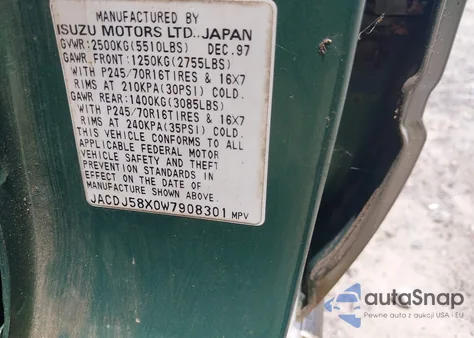 MANUFACTURED BY
ISUZU MOTORS LTD., JAPAN
GVWR: 2500KG(5510LBS) DEC.97
GAWR FRONT: 1250KG(2755LBS)
WITH P245/70R16TIRES & 16X7
RIMS AT 210KPA(30PSI) COLD.
GAWR REAR: 1400KG(3085LBS)
WITH P245/70R16TIRES & 16X7
RIMS AT 240KPA(35PSI) COLD.
THIS VEHICLE CONFORMS TO ALL
APPLICABLE FEDERAL MOTOR
VEHICLE SAFETY AND THEFT
PREVENTION STANDARDS IN
EFFECT ON THE DATE OF
MANUFACTURE SHOWN ABOVE.
JACDJ58X0W7908301 MPV
autoSnap
Pewne auta z aukcji USA i EU